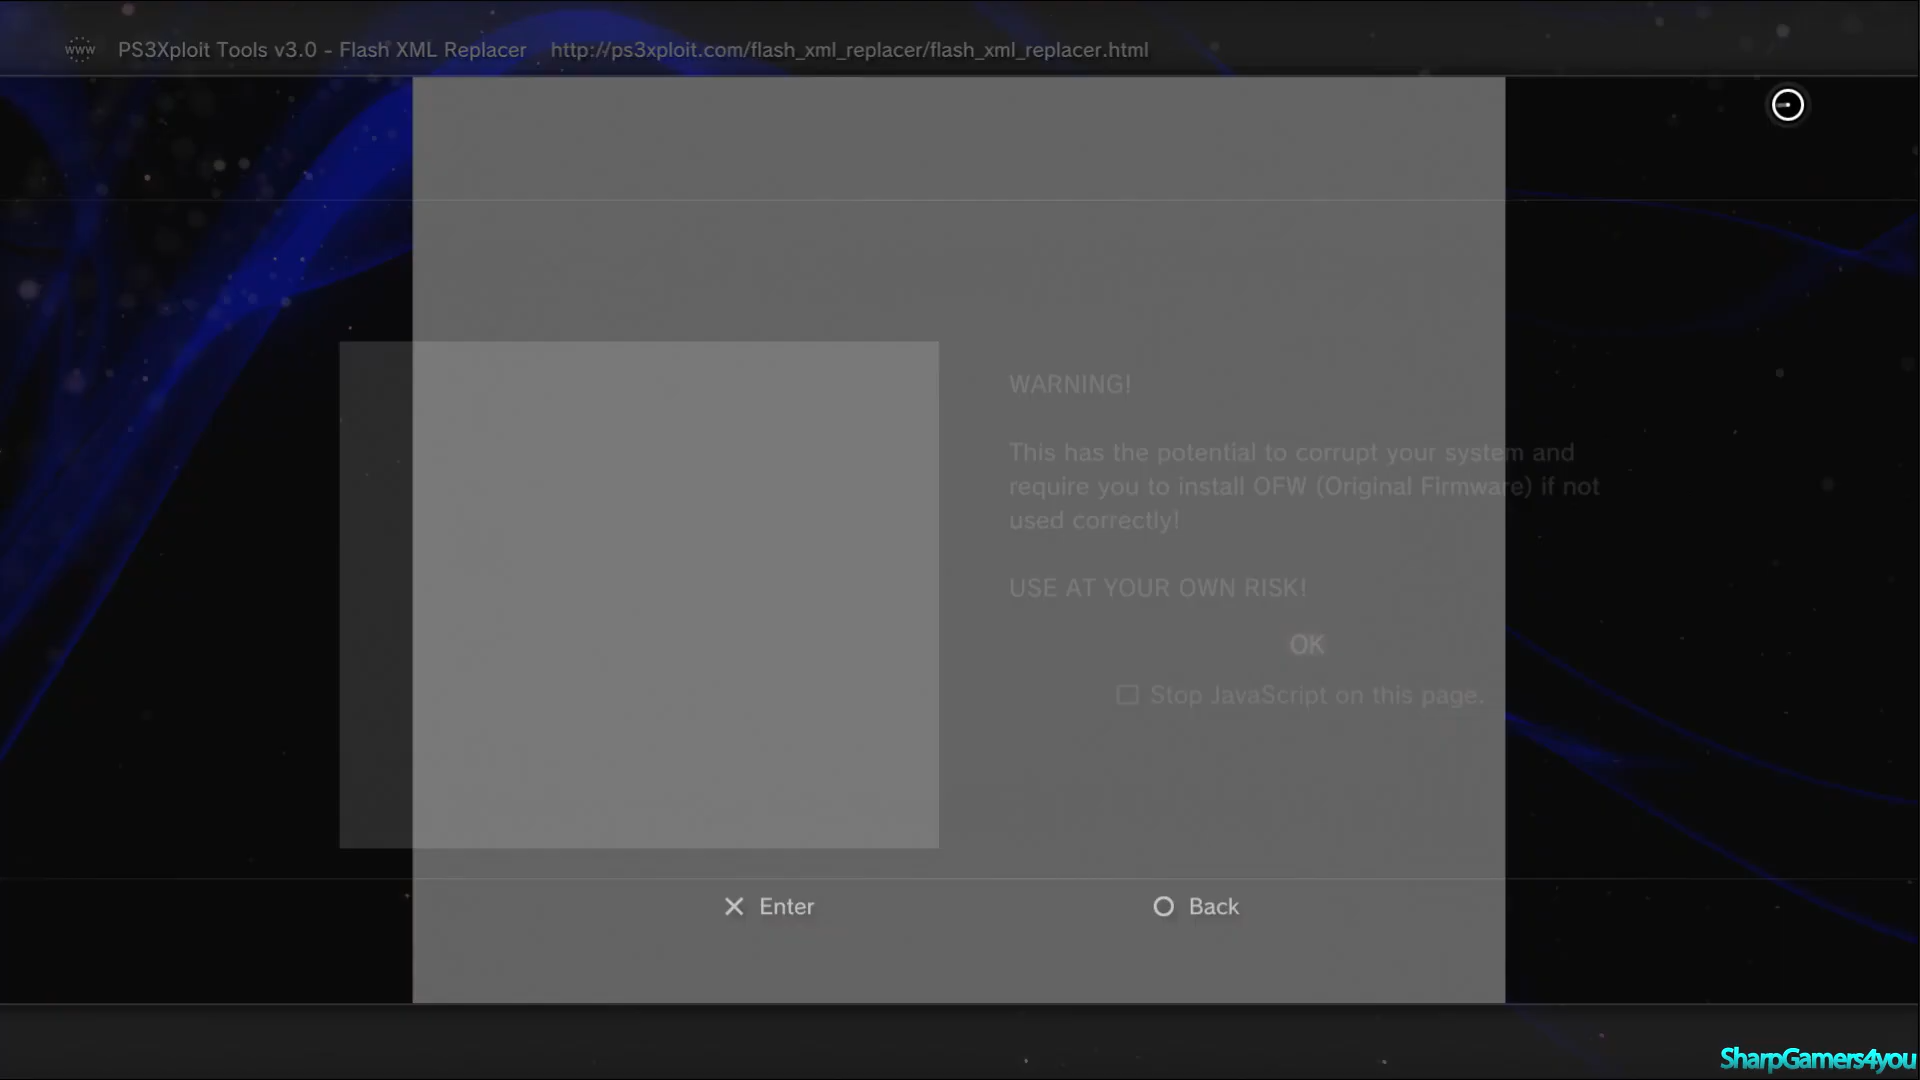 www PS3Xploit Tools v3.0 - Flash XML Replacer http://ps3xploit.com/flash_xml_replacer/flash_xml_replacer.html
WARNING!
This has the potential to corrupt your system and
require you to install OFW (Original Firmware) if not
used correctly!
USE AT YOUR OWN RISK!
OK
Stop JavaScript on this page.
Enter Back
SharpGamers4you